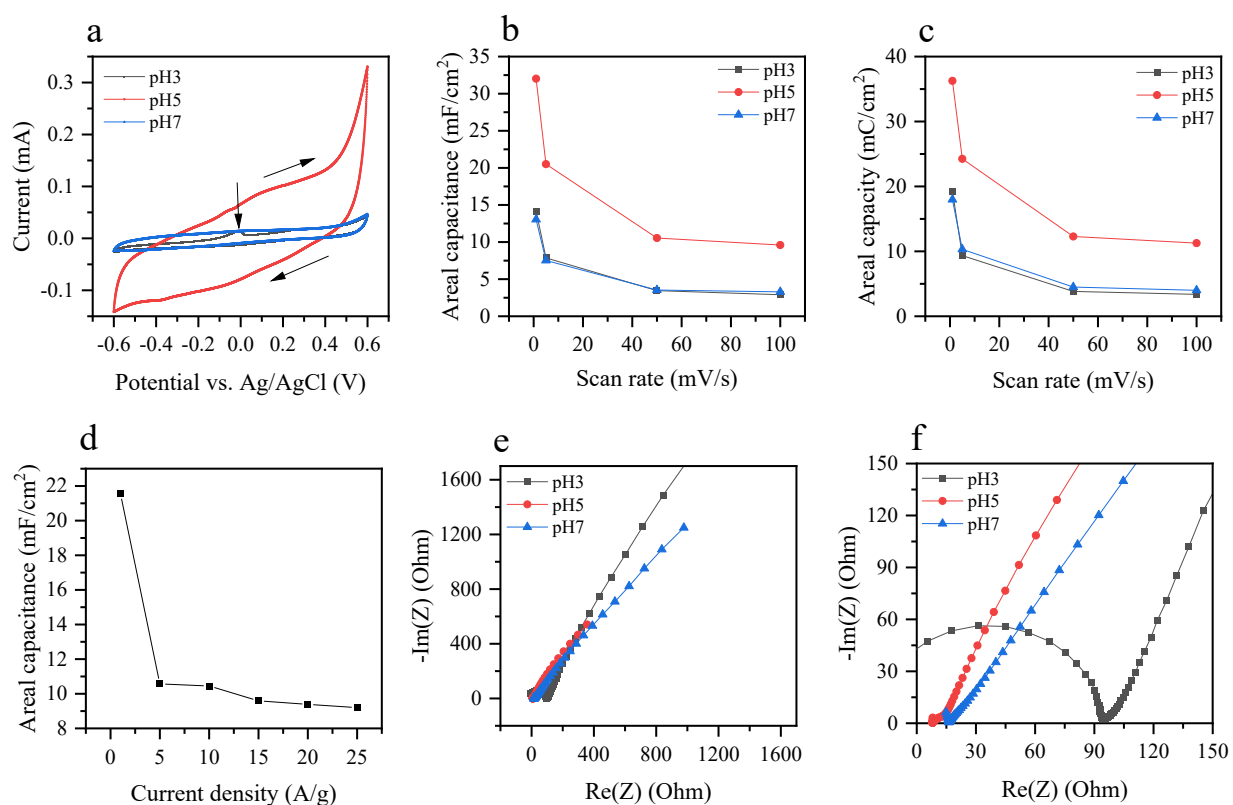 a
pH3
pH5
pH7
0.3
0.2
0.1
0.0
-0.1
Current (mA)
-0.6 -0.4 -0.2 0.0 0.2 0.4 0.6
Potential vs. Ag/AgCl (V)
b
pH3
pH5
pH7
35
30
25
20
15
10
5
0
Areal capacitance (mF/cm²)
0 20 40 60 80 100
Scan rate (mV/s)
c
pH3
pH5
pH7
40
30
20
10
0
Areal capacity (mC/cm²)
0 20 40 60 80 100
Scan rate (mV/s)
d
22
20
18
16
14
12
10
8
Areal capacitance (mF/cm²)
0 5 10 15 20 25
Current density (A/g)
e
pH3
pH5
pH7
1600
1200
800
400
0
-Im(Z) (Ohm)
0 400 800 1200 1600
Re(Z) (Ohm)
f
pH3
pH5
pH7
150
120
90
60
30
0
-Im(Z) (Ohm)
0 30 60 90 120 150
Re(Z) (Ohm)